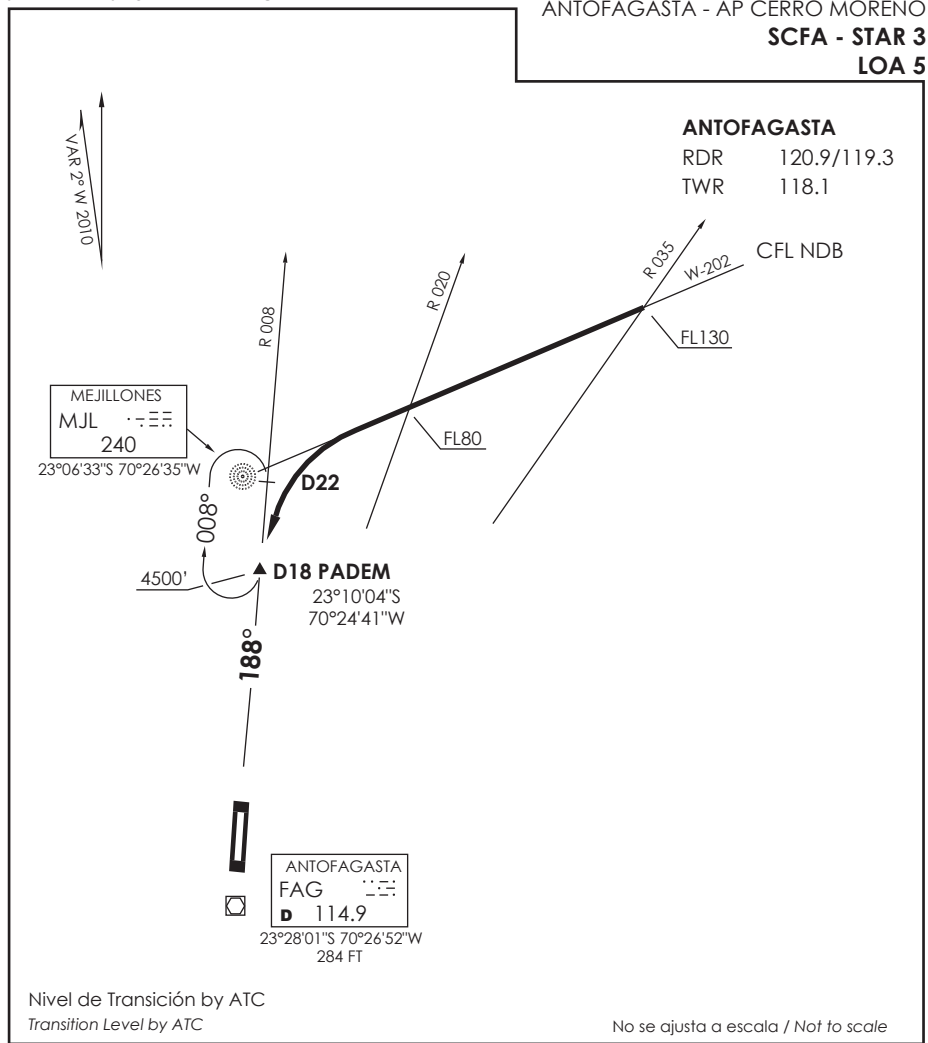 ANTOFAGASTA - AP CERRO MORENO
SCFA - STAR 3
LOA 5
ANTOFAGASTA
RDR 120.9/119.3
TWR 118.1
VAR 2° W 2010
R 008
R 020
R 035
W-202
CFL NDB
FL130
FL80
MEJILLONES
MJL
240
23°06'33"S 70°26'35"W
D22
008°
4500'
D18 PADEM
23°10'04"S
70°24'41"W
188°
ANTOFAGASTA
FAG
D 114.9
23°28'01"S 70°26'52"W
284 FT
Nivel de Transición by ATC
Transition Level by ATC
No se ajusta a escala / Not to scale